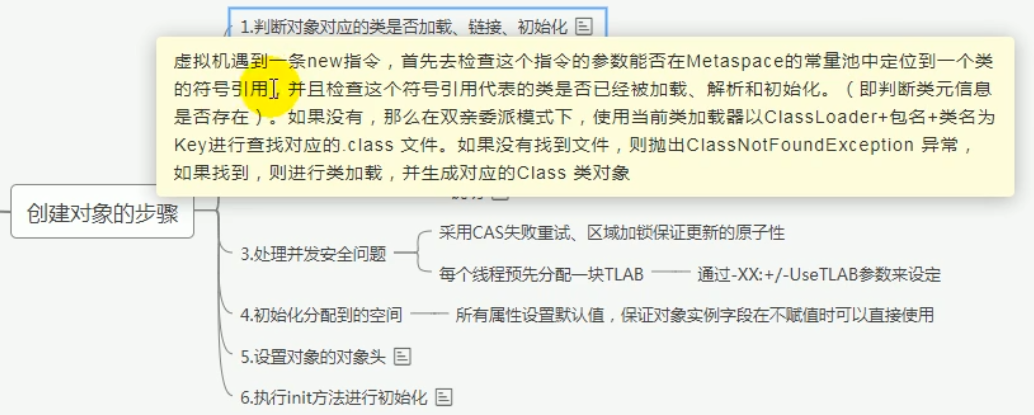 1.判断对象对应的类是否加载、链接、初始化
虚拟机遇到一条new指令，首先去检查这个指令的参数能否在Metaspace的常量池中定位到一个类
的符号引用，并且检查这个符号引用代表的类是否已经被加载、解析和初始化。（即判断类元信息
是否存在）。如果没有，那么在双亲委派模式下，使用当前类加载器以ClassLoader+包名+类名为
Key进行查找对应的.class 文件。如果没有找到文件，则抛出ClassNotFoundException 异常，
如果找到，则进行类加载，并生成对应的Class 类对象
创建对象的步骤
3.处理并发安全问题
采用CAS失败重试、区域加锁保证更新的原子性
每个线程预先分配一块TLAB
通过-XX:+/-UseTLAB参数来设定
4.初始化分配到的空间
所有属性设置默认值，保证对象实例字段在不赋值时可以直接使用
5.设置对象的对象头
6.执行init方法进行初始化